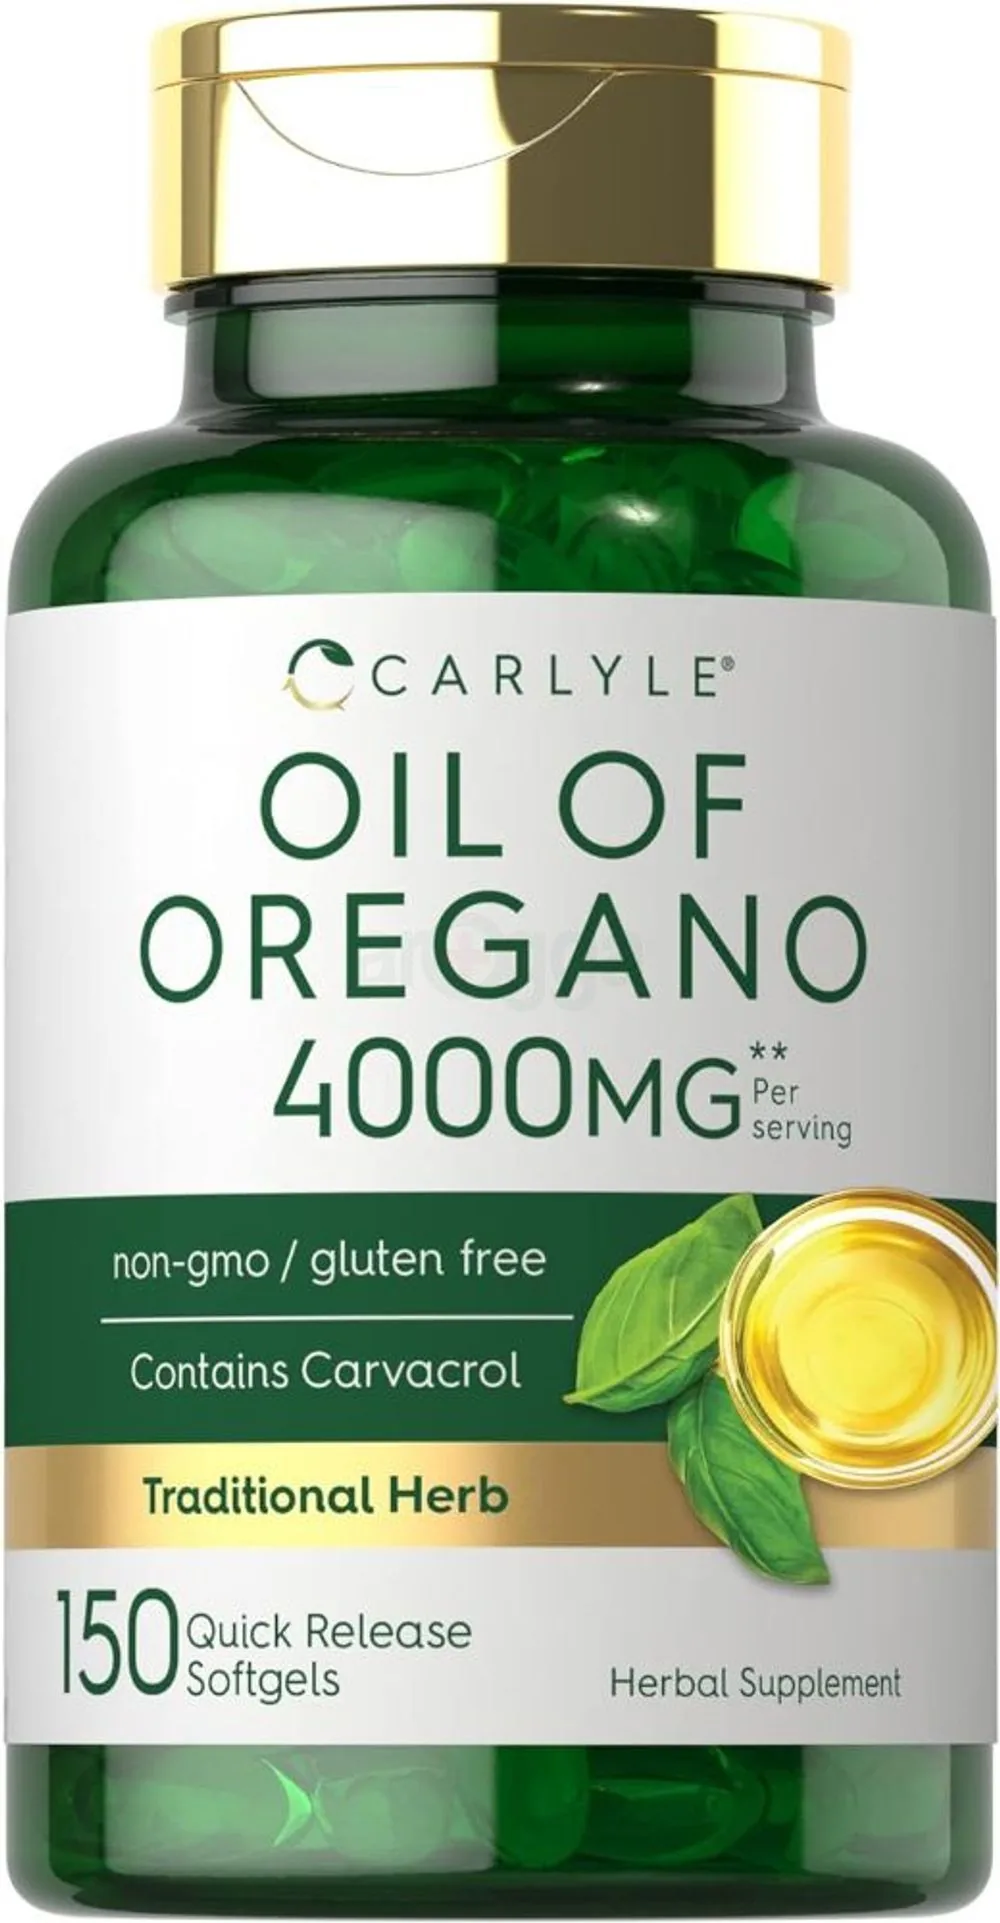 CARLYLE®
OIL OF
OREGANO
4000MG**
Per
serving
non-gmo / gluten free
Contains Carvacrol
Traditional Herb
150 Quick Release
Softgels
Herbal Supplement